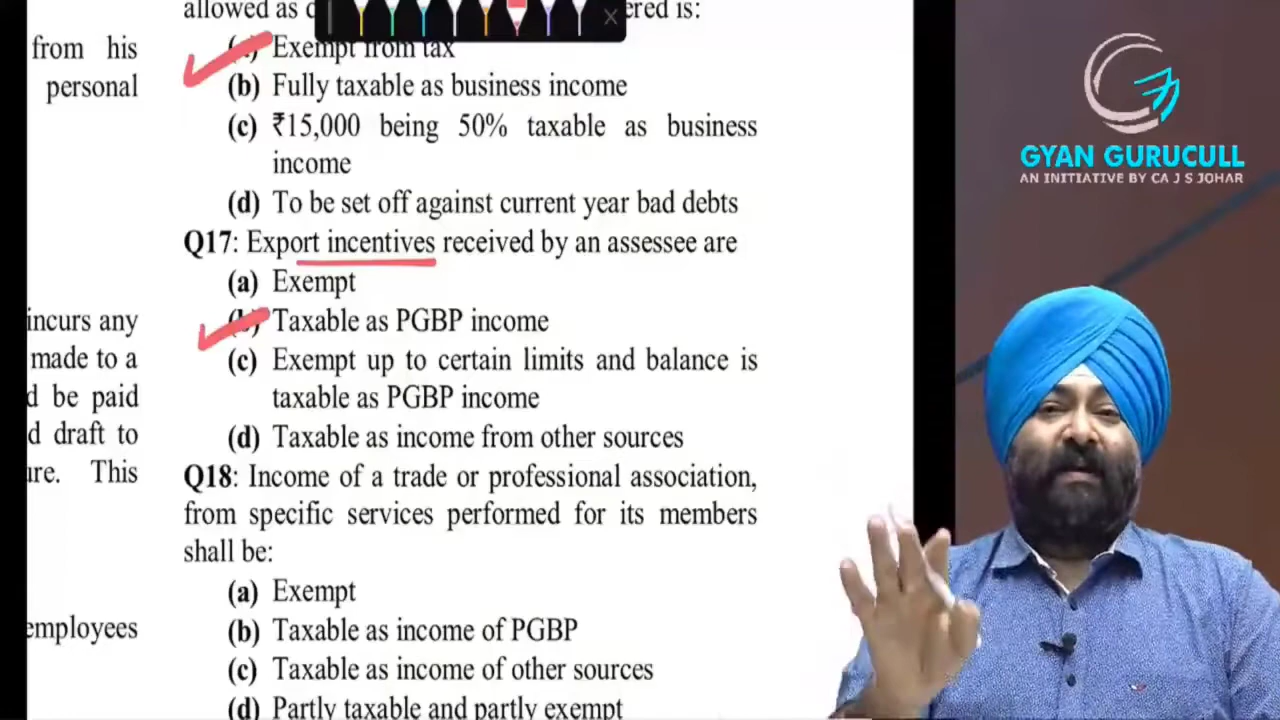 allowed as
ered is:
Exempt from tax
(b) Fully taxable as business income
(c) ₹15,000 being 50% taxable as business
income
(d) To be set off against current year bad debts
Q17: Export incentives received by an assessee are
(a) Exempt
Taxable as PGBP income
(c) Exempt up to certain limits and balance is
taxable as PGBP income
(d) Taxable as income from other sources
Q18: Income of a trade or professional association,
from specific services performed for its members
shall be:
(a) Exempt
(b) Taxable as income of PGBP
(c) Taxable as income of other sources
(d) Partly taxable and partly exempt
from his
personal
incurs any
made to a
d be paid
d draft to
ure. This
employees
GYAN GURUCULL
AN INITIATIVE BY CA J S JOHAR